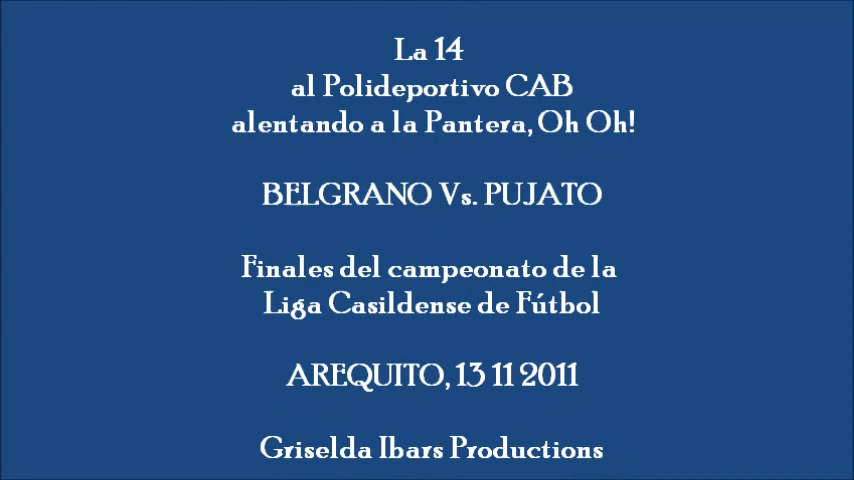 La 14
al Polideportivo CAB
alentando a la Pantera, Oh Oh!
BELGRANO Vs. PUJATO
Finales del campeonato de la
Liga Casildense de Fútbol
AREQUITO, 13 11 2011
Griselda Ibars Productions